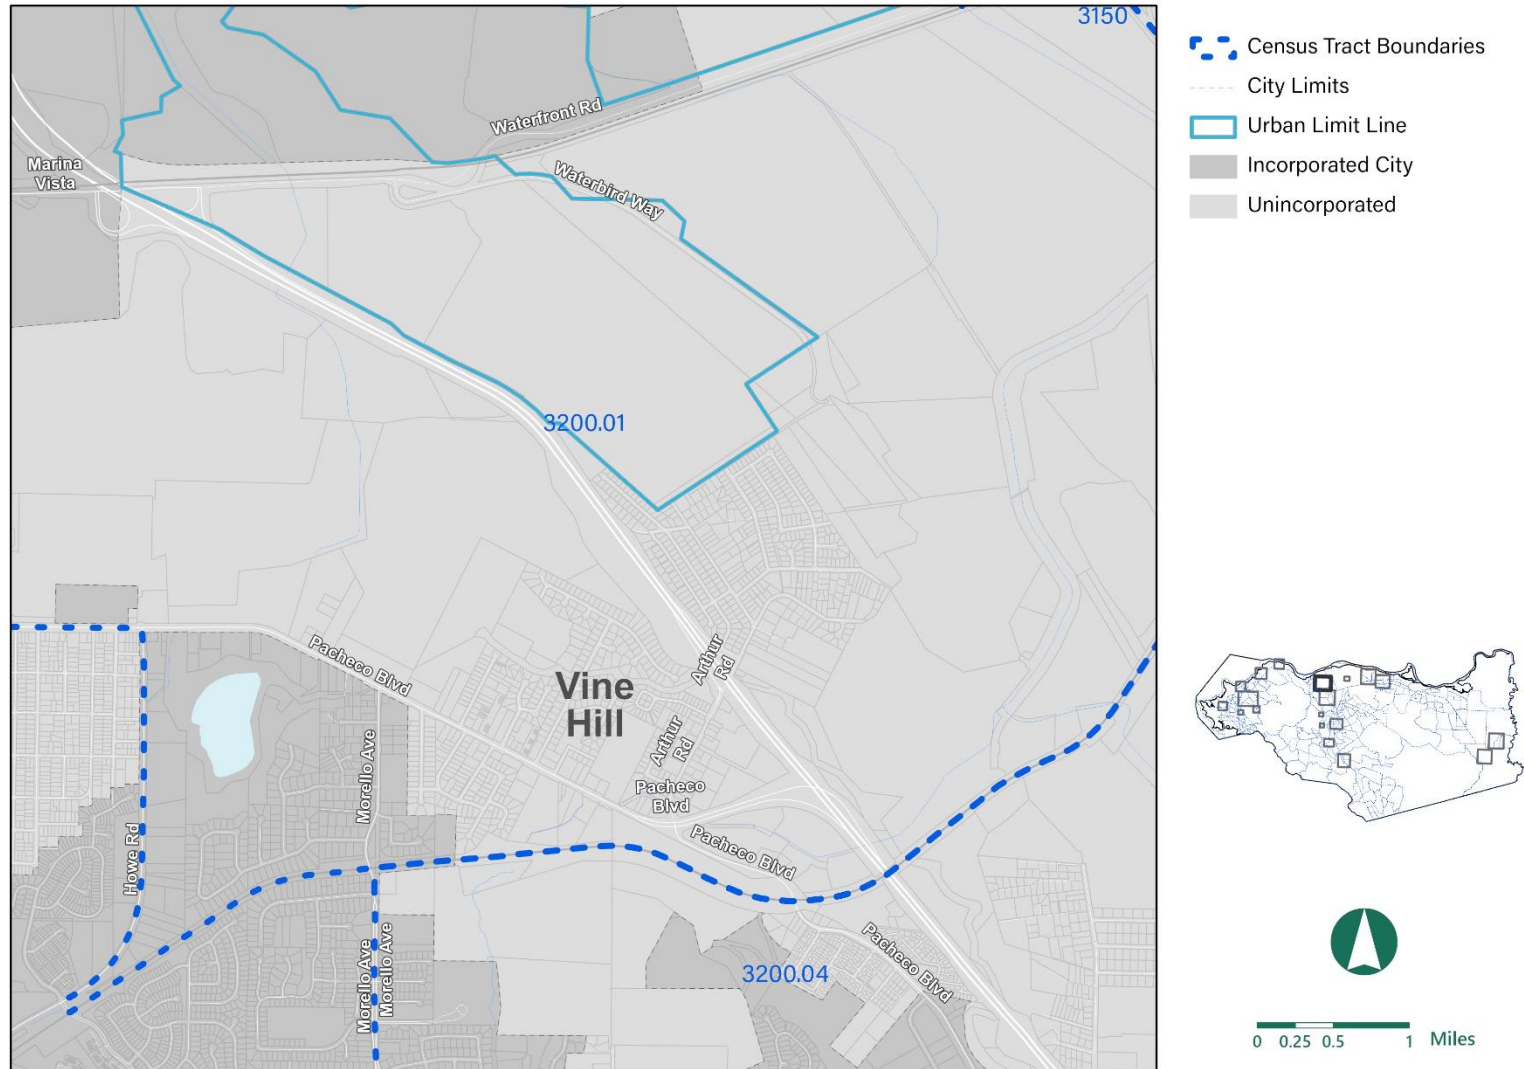 3150
Waterfront Rd
Marina
Vista
Waterbird Way
3200.01
Pacheco Blvd
Arthur
Rd
Vine
Hill
Arthur
Rd
Morello Ave
Pacheco
Blvd
Pacheco Blvd
Howe Rd
Pacheco Blvd
Morello Ave
Morello Ave
3200.04
Census Tract Boundaries
City Limits
Urban Limit Line
Incorporated City
Unincorporated
0 0.25 0.5 1 Miles